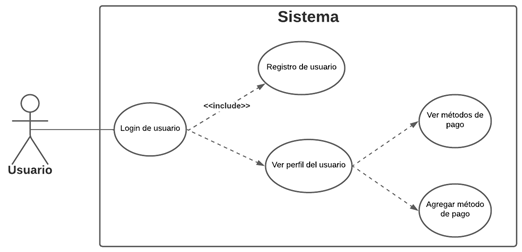 Sistema
Registro de usuario
<<include>>
Login de usuario
Ver métodos de
pago
Ver perfil del usuario
Usuario
Agregar método
de pago